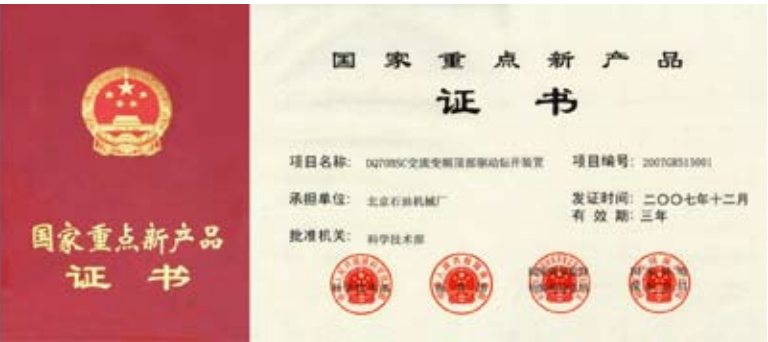 国家重点新产品
证书
国家重点新产品
证书
项目名称: DQ70BSC交流变频顶部驱动钻井装置 项目编号: 2007GRS13001
承担单位: 北京石油机械厂 发证时间: 二〇〇七年十二月
有效期: 三年
批准机关: 科学技术部